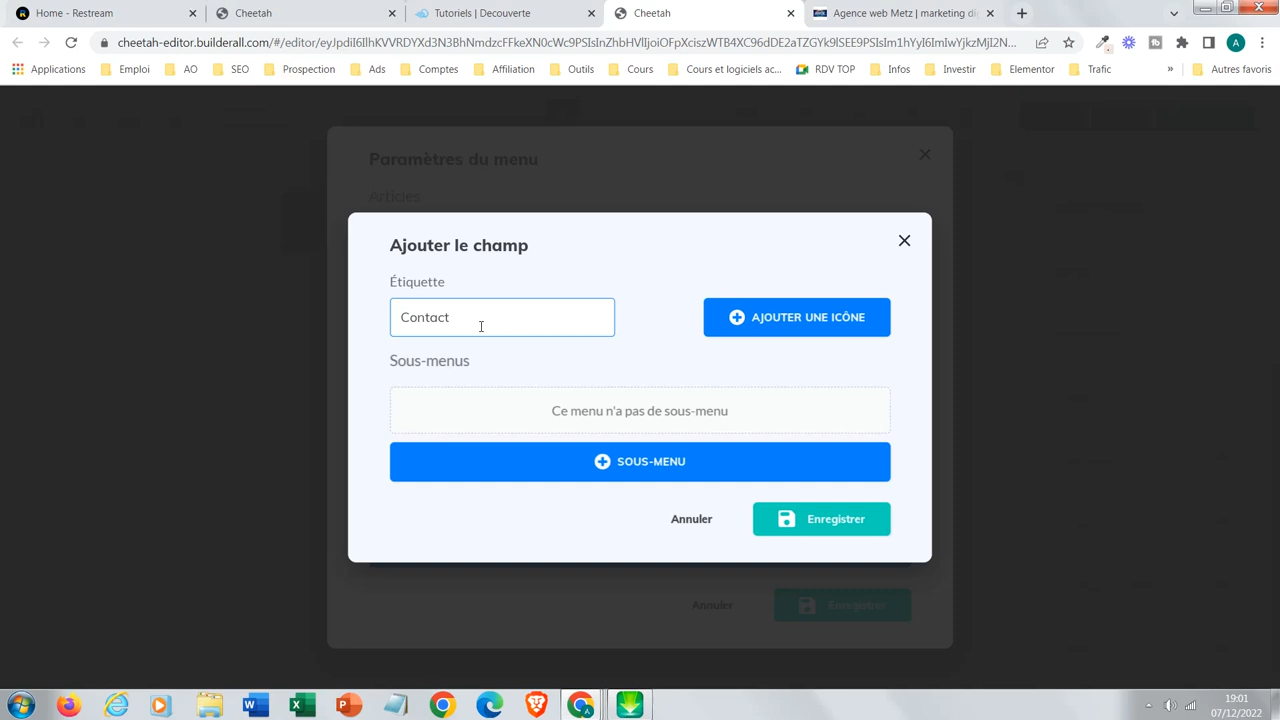 Home - Restream
Cheetah
Tutoriels | Decouverte
Cheetah
Agence web Metz | marketing di
cheetah-editor.builderall.com/#/editor/
Applications
Emploi
AO
SEO
Prospection
Ads
Comptes
Affiliation
Outils
Cours
Cours et logiciels ac...
RDV TOP
Infos
Investir
Elementor
Trafic
»
Autres favoris
Paramètres du menu
Articles
Ajouter le champ
Étiquette
Contact
AJOUTER UNE ICÔNE
Sous-menus
Ce menu n'a pas de sous-menu
SOUS-MENU
Annuler
Enregistrer
Annuler
Enregistrer
19:01
07/12/2022